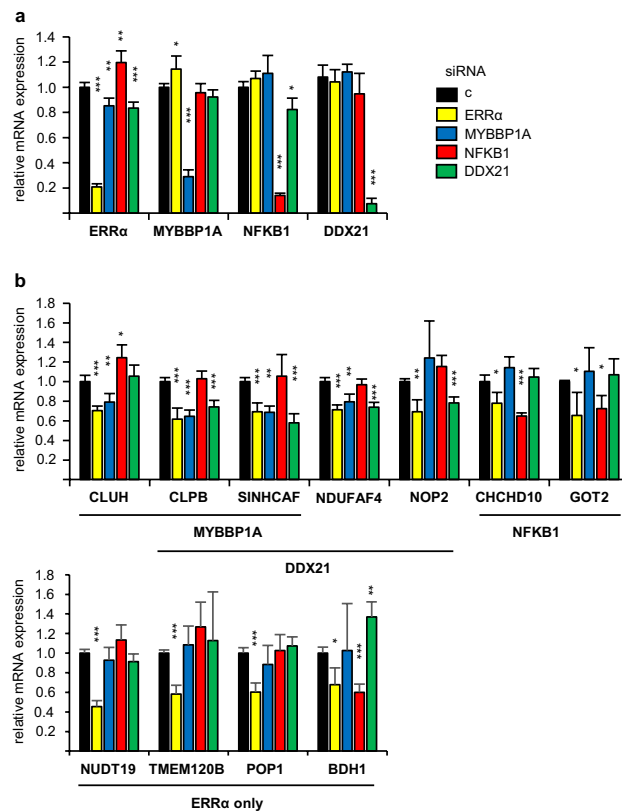 a
relative mRNA expression
1.4
1.2
1.0
0.8
0.6
0.4
0.2
*** ** ** ***
* ***
*** *
***
ERRα MYBBP1A NFKB1 DDX21
siRNA
c
ERRα
MYBBP1A
NFKB1
DDX21
b
relative mRNA expression
1.8
1.6
1.4
1.2
1.0
0.8
0.6
0.4
0.2
*** ** *
*** *** ***
*** ** ***
*** ** ***
** ***
* ***
* *
CLUH CLPB SINHCAF NDUFAF4 NOP2 CHCHD10 GOT2
MYBBP1A NFKB1
DDX21
relative mRNA expression
1.8
1.6
1.4
1.2
1.0
0.8
0.6
0.4
0.2
***
***
***
* *** **
NUDT19 TMEM120B POP1 BDH1
ERRα only